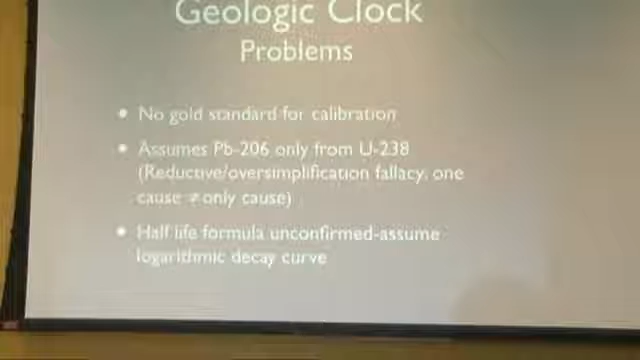 Geologic Clock
Problems
• No gold standard for calibration
• Assumes Pb-206 only from U-238
(Reductive/oversimplification fallacy, one
cause ≠ only cause)
• Half life formula unconfirmed-assume
logarithmic decay curve